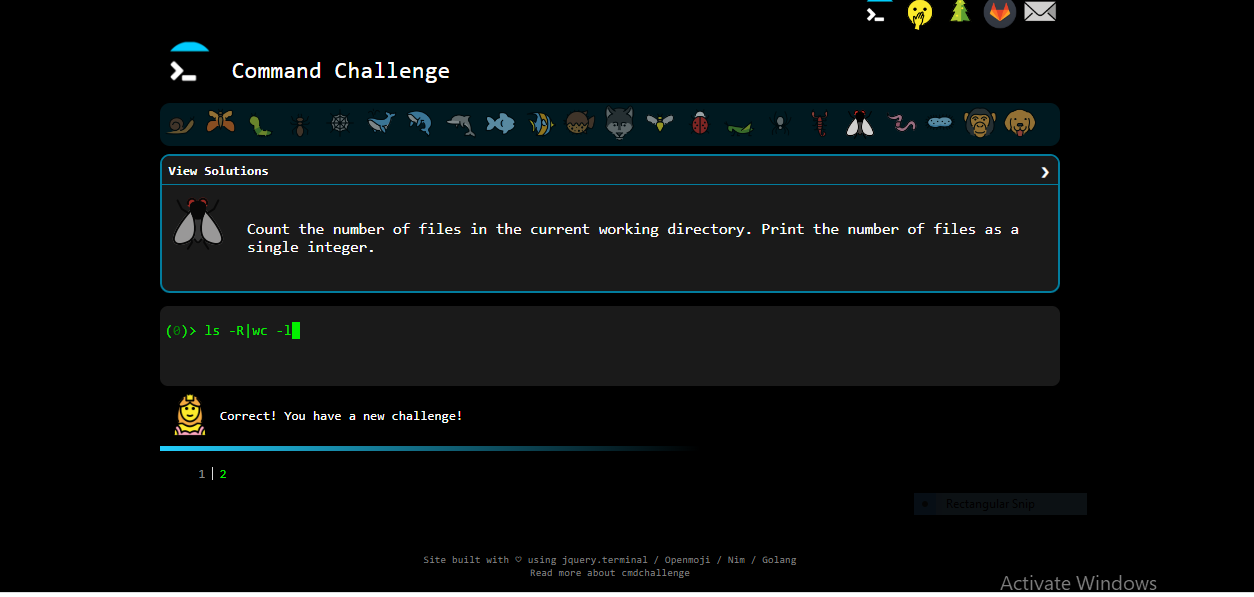 Command Challenge
View Solutions
Count the number of files in the current working directory. Print the number of files as a
single integer.
(0)> ls -R|wc -l
Correct! You have a new challenge!
1 | 2
Rectangular Snip
Site built with ♡ using jquery.terminal / Openmoji / Nim / Golang
Read more about cmdchallenge
Activate Windows